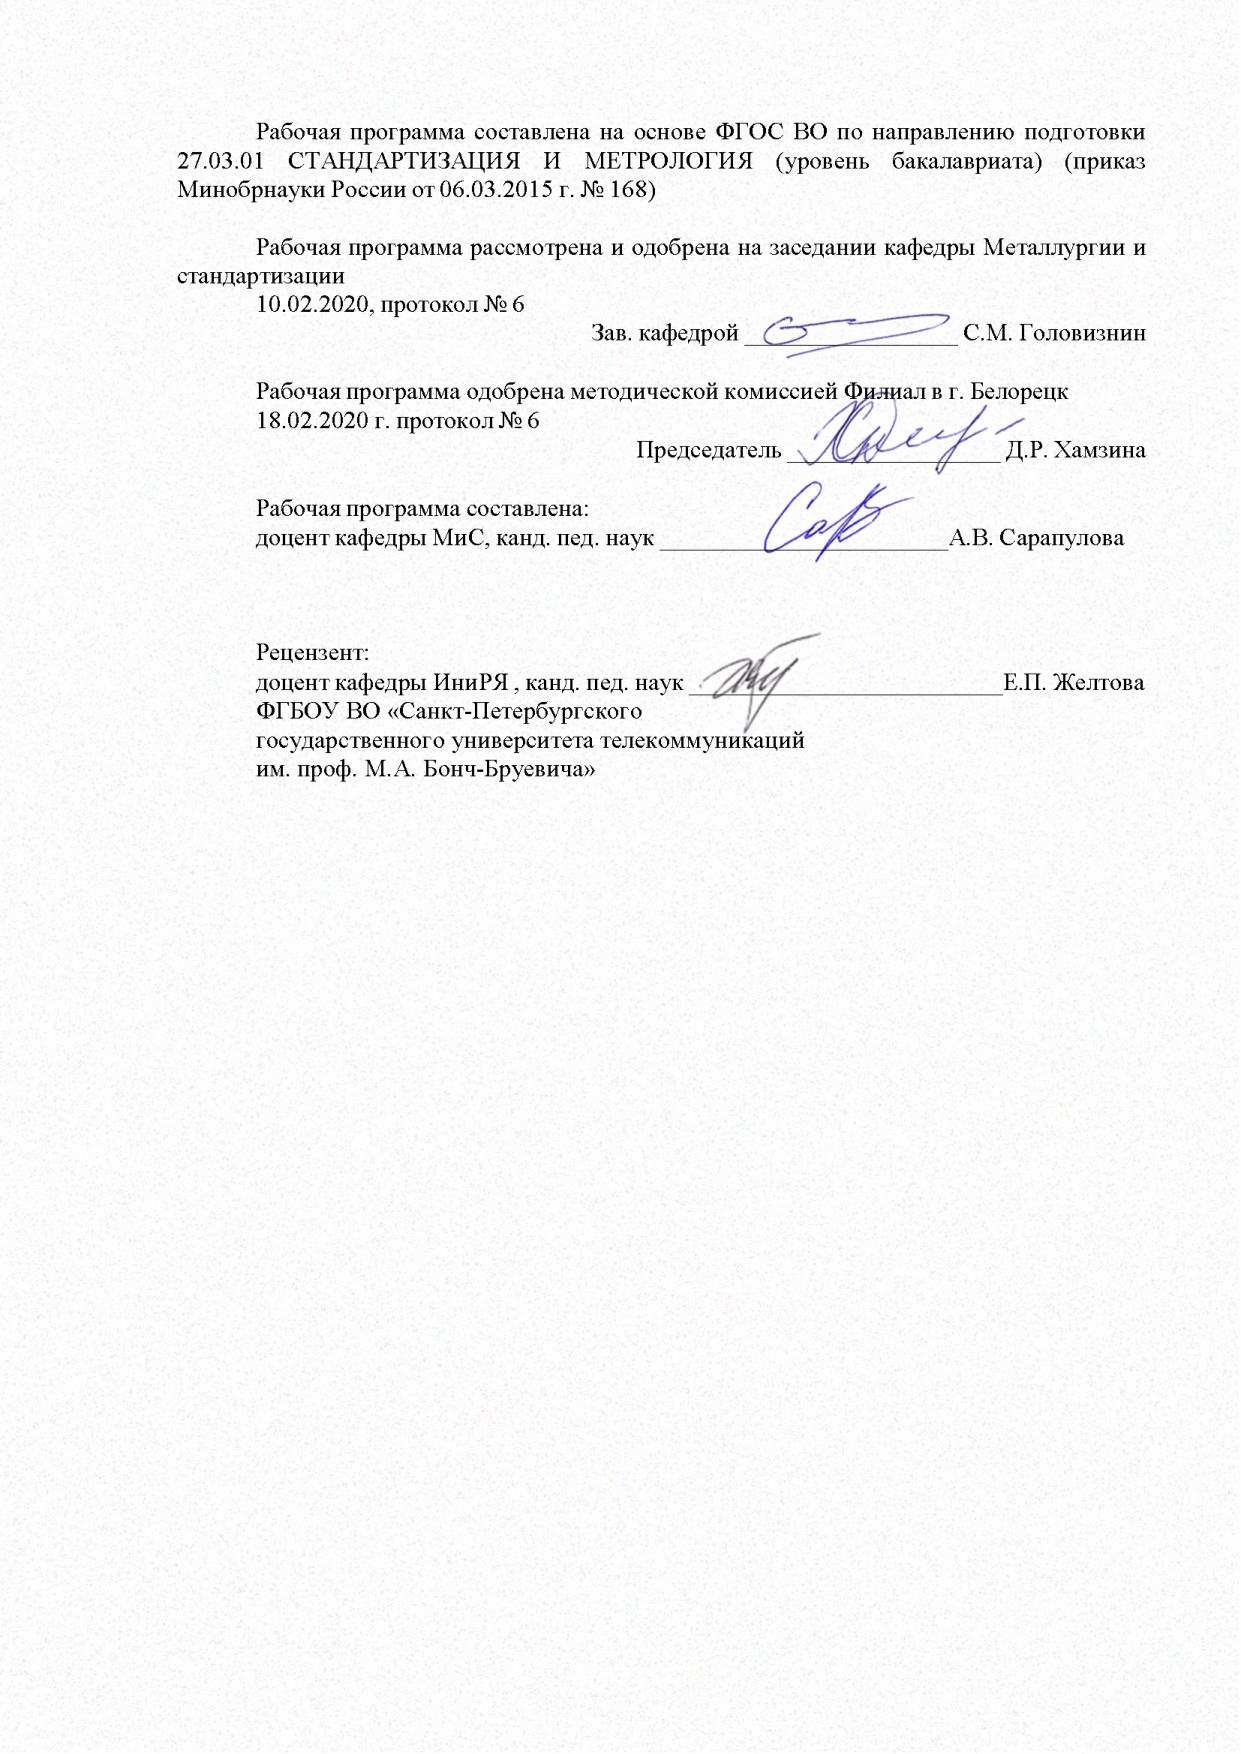 Рабочая программа составлена на основе ФГОС ВО по направлению подготовки
27.03.01 СТАНДАРТИЗАЦИЯ И МЕТРОЛОГИЯ (уровень бакалавриата) (приказ
Минобрнауки России от 06.03.2015 г. № 168)
Рабочая программа рассмотрена и одобрена на заседании кафедры Металлургии и
стандартизации
10.02.2020, протокол № 6
Зав. кафедрой _________________ С.М. Головизнин
Рабочая программа одобрена методической комиссией Филиал в г. Белорецк
18.02.2020 г. протокол № 6
Председатель _________________ Д.Р. Хамзина
Рабочая программа составлена:
доцент кафедры МиС, канд. пед. наук _______________________А.В. Сарапулова
Рецензент:
доцент кафедры ИниРЯ , канд. пед. наук _________________________Е.П. Желтова
ФГБОУ ВО «Санкт-Петербургского
государственного университета телекоммуникаций
им. проф. М.А. Бонч-Бруевича»